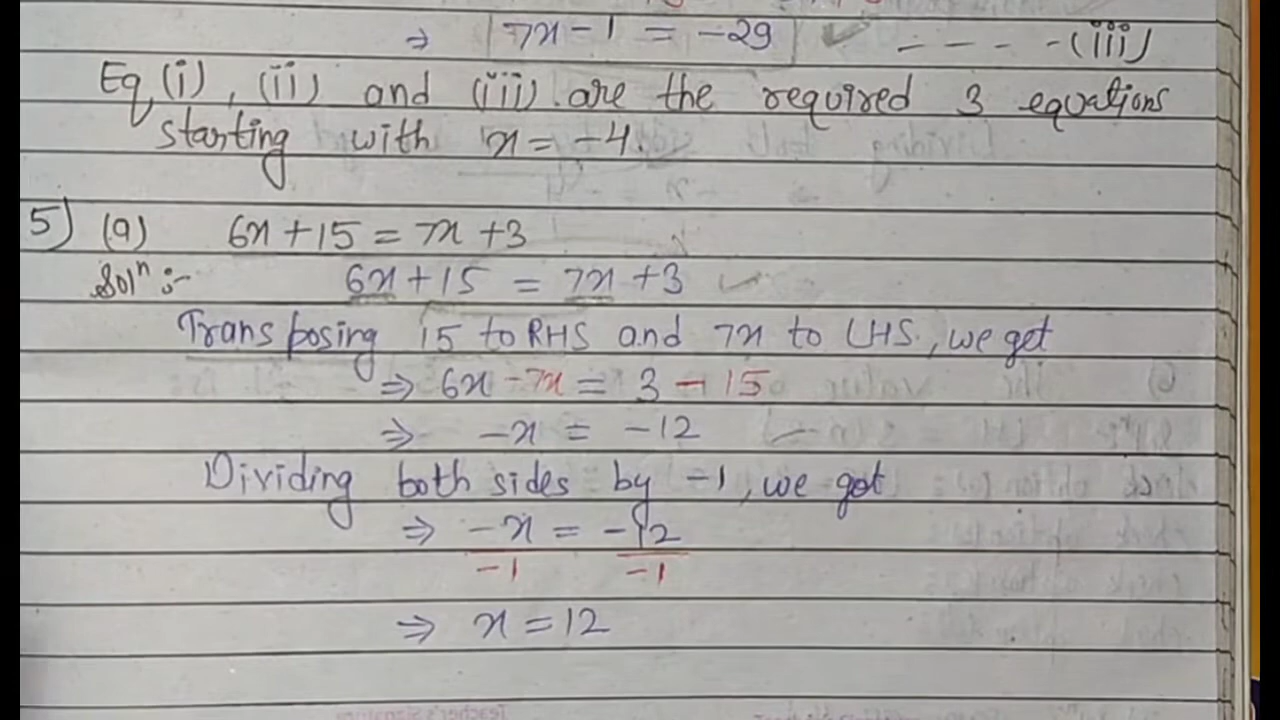 ⇒ 7x - 1 = -29 - - - - (iii)
Eq (i), (ii) and (iii) are the required 3 equations
starting with x = -4.
5) (a) 6x + 15 = 7x + 3
Solⁿ :- 6x + 15 = 7x + 3
Transposing 15 to RHS and 7x to LHS, we get
⇒ 6x - 7x = 3 - 15
⇒ -x = -12
Dividing both sides by -1, we get
⇒ -x/-1 = -12/-1
⇒ x = 12
Teacher's Signature